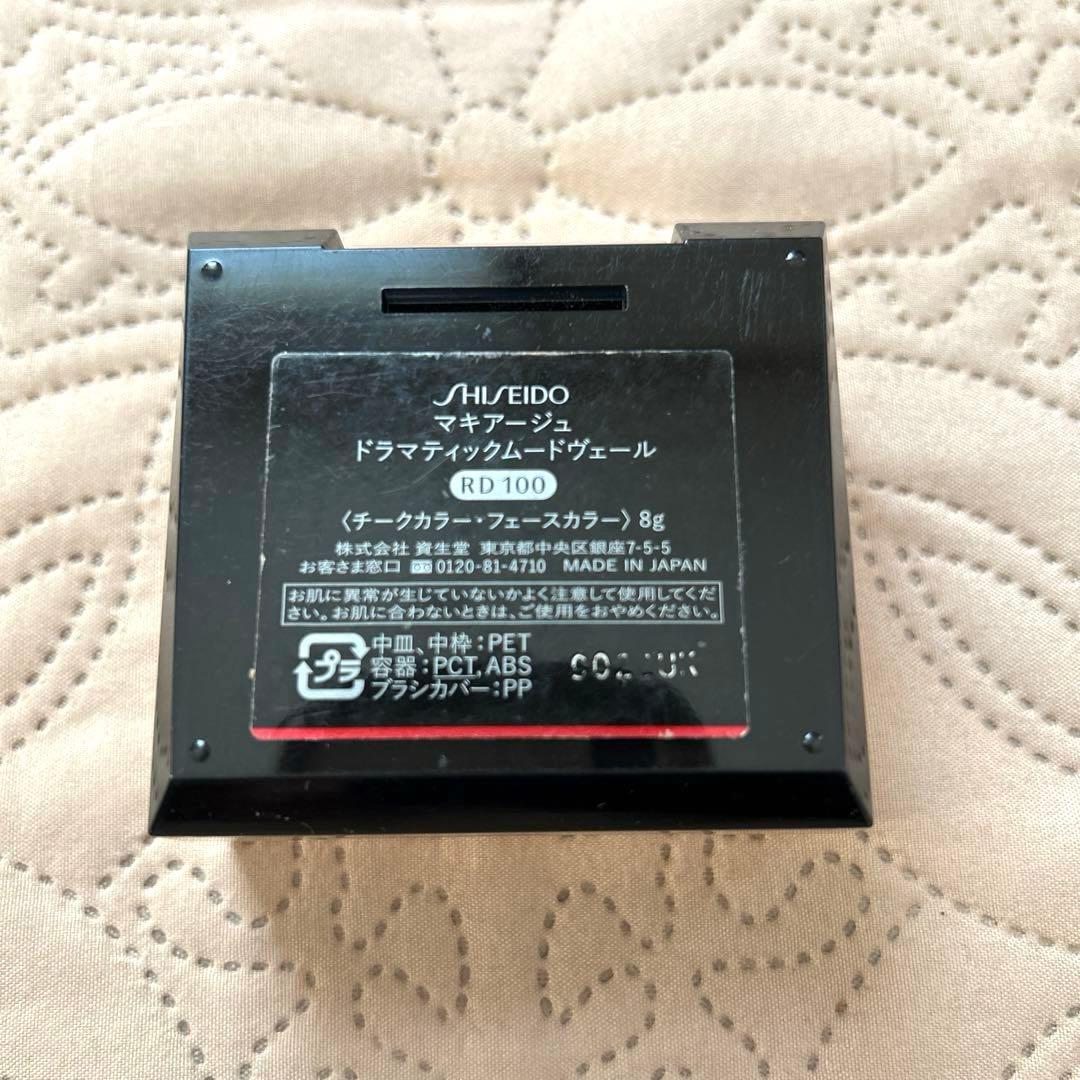 SHISEIDO
マキアージュ
ドラマティックムードヴェール
RD 100
〈チークカラー・フェースカラー〉8g
株式会社 資生堂 東京都中央区銀座7-5-5
お客さま窓口 0120-81-4710 MADE IN JAPAN
お肌に異常が生じていないかよく注意して使用してくだ
さい。お肌に合わないときは、ご使用をおやめください。
プラ
中皿、中枠:PET
容器:PCT,ABS
ブラシカバー:PP